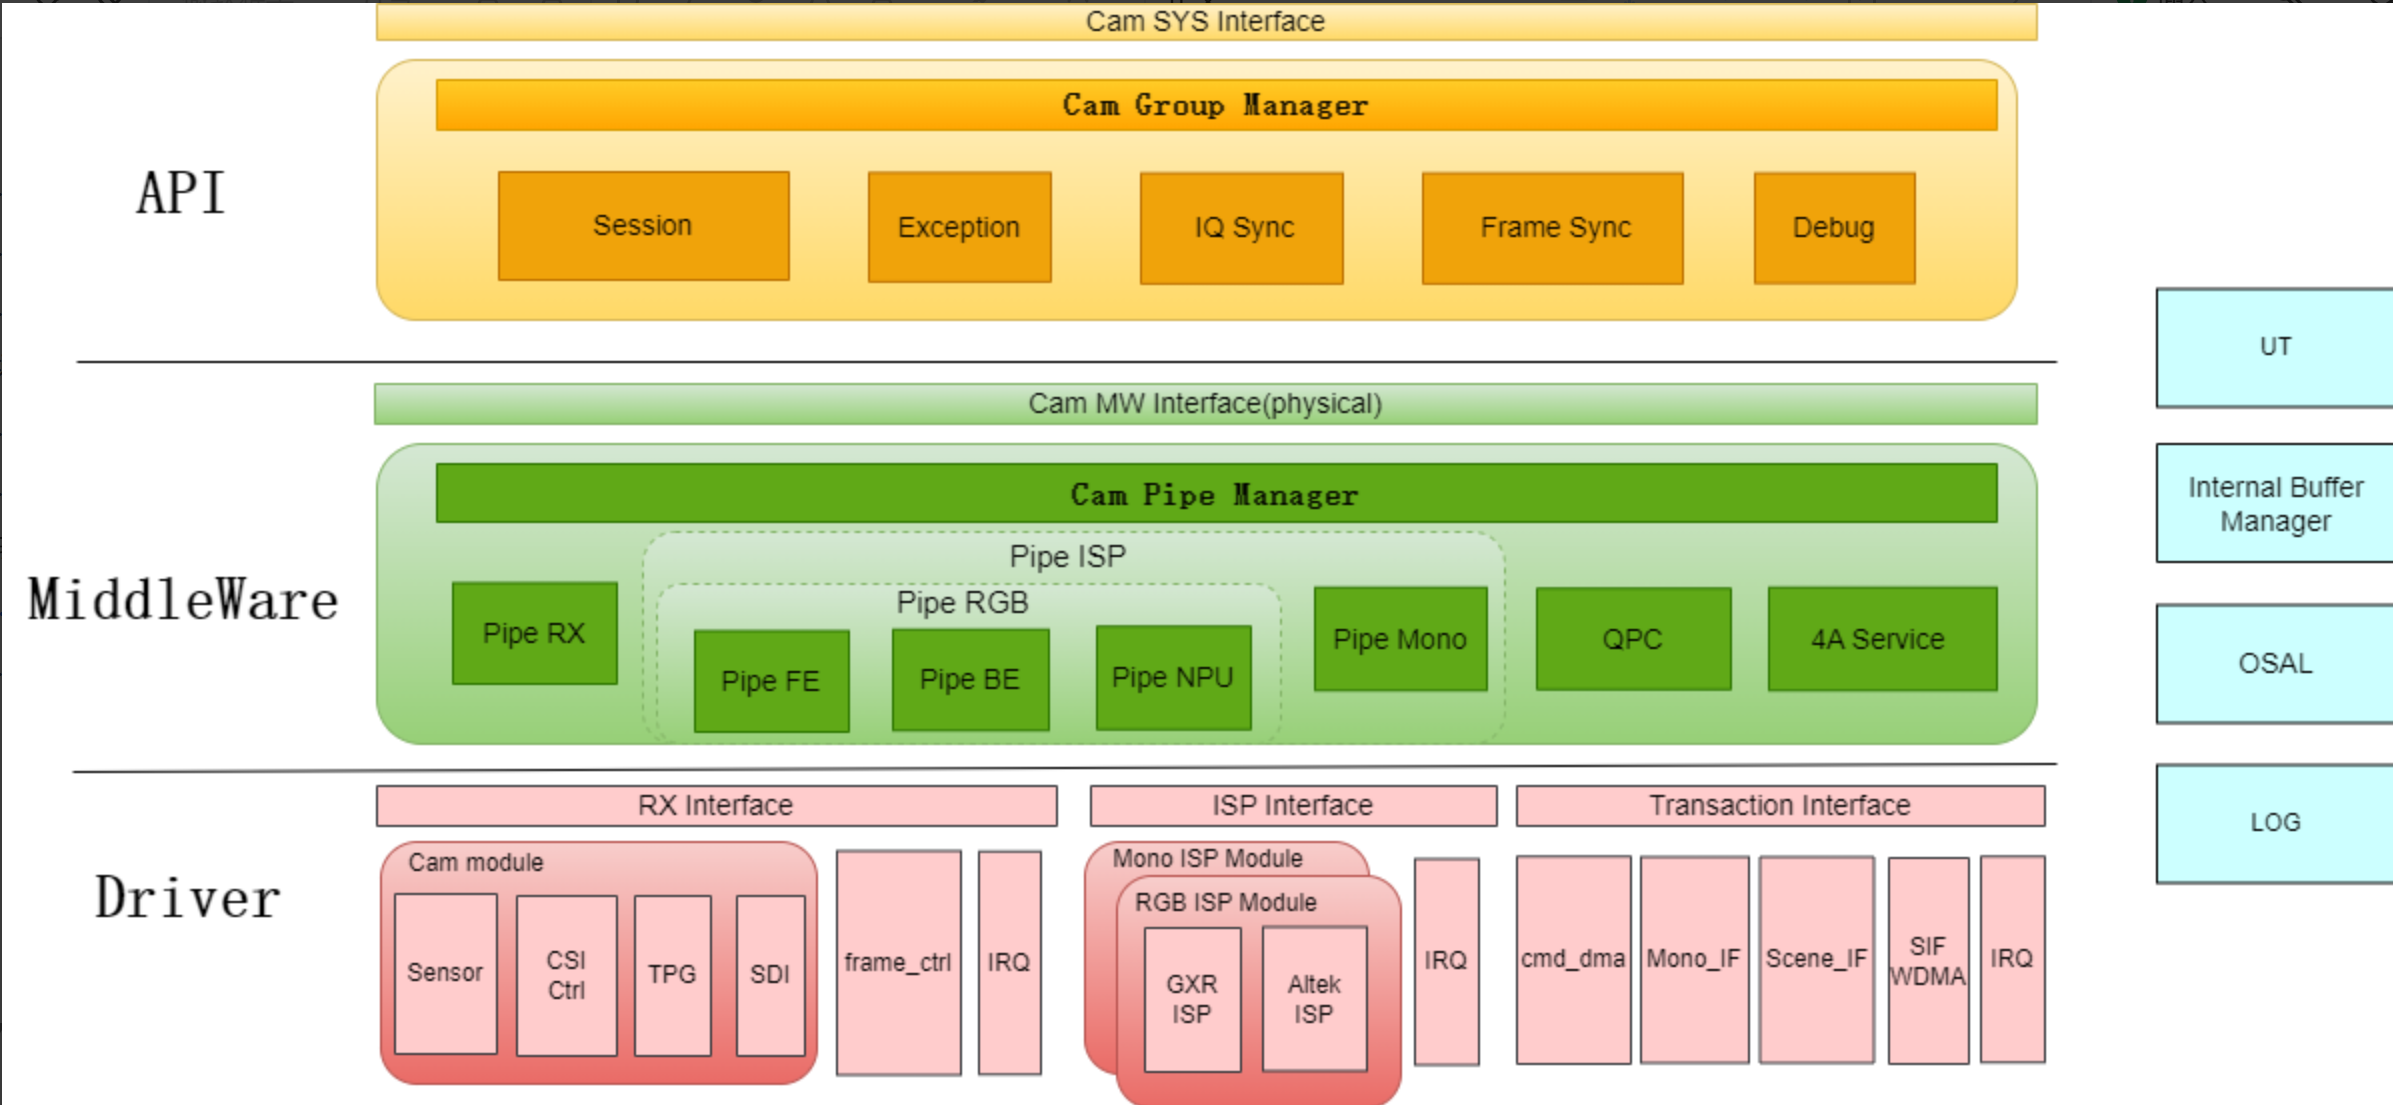 Cam SYS Interface
Cam Group Manager
API
Session
Exception
IQ Sync
Frame Sync
Debug
Cam MW Interface(physical)
Cam Pipe Manager
MiddleWare
Pipe ISP
Pipe RGB
Pipe RX
Pipe FE
Pipe BE
Pipe NPU
Pipe Mono
QPC
4A Service
Driver
RX Interface
Cam module
Sensor
CSI
Ctrl
TPG
SDI
frame_ctrl
IRQ
ISP Interface
Mono ISP Module
RGB ISP Module
GXR
ISP
Altek
ISP
IRQ
Transaction Interface
cmd_dma
Mono_IF
Scene_IF
SIF
WDMA
IRQ
UT
Internal Buffer
Manager
OSAL
LOG